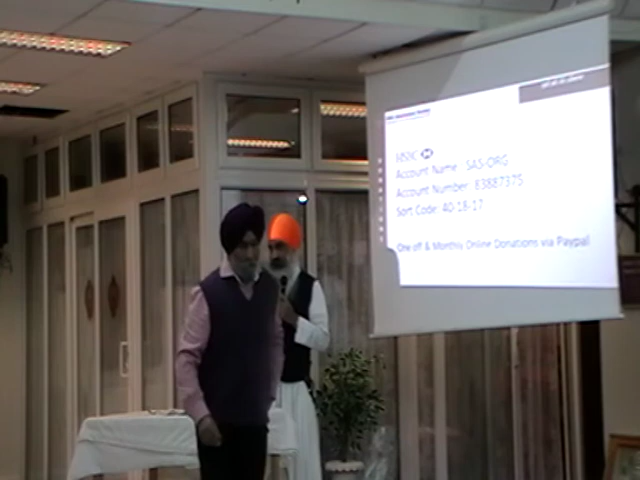 HSBC
Account Name : SAS-ORG
Account Number: 83887375
Sort Code: 40-18-17
One off & Monthly Online Donations via Paypal